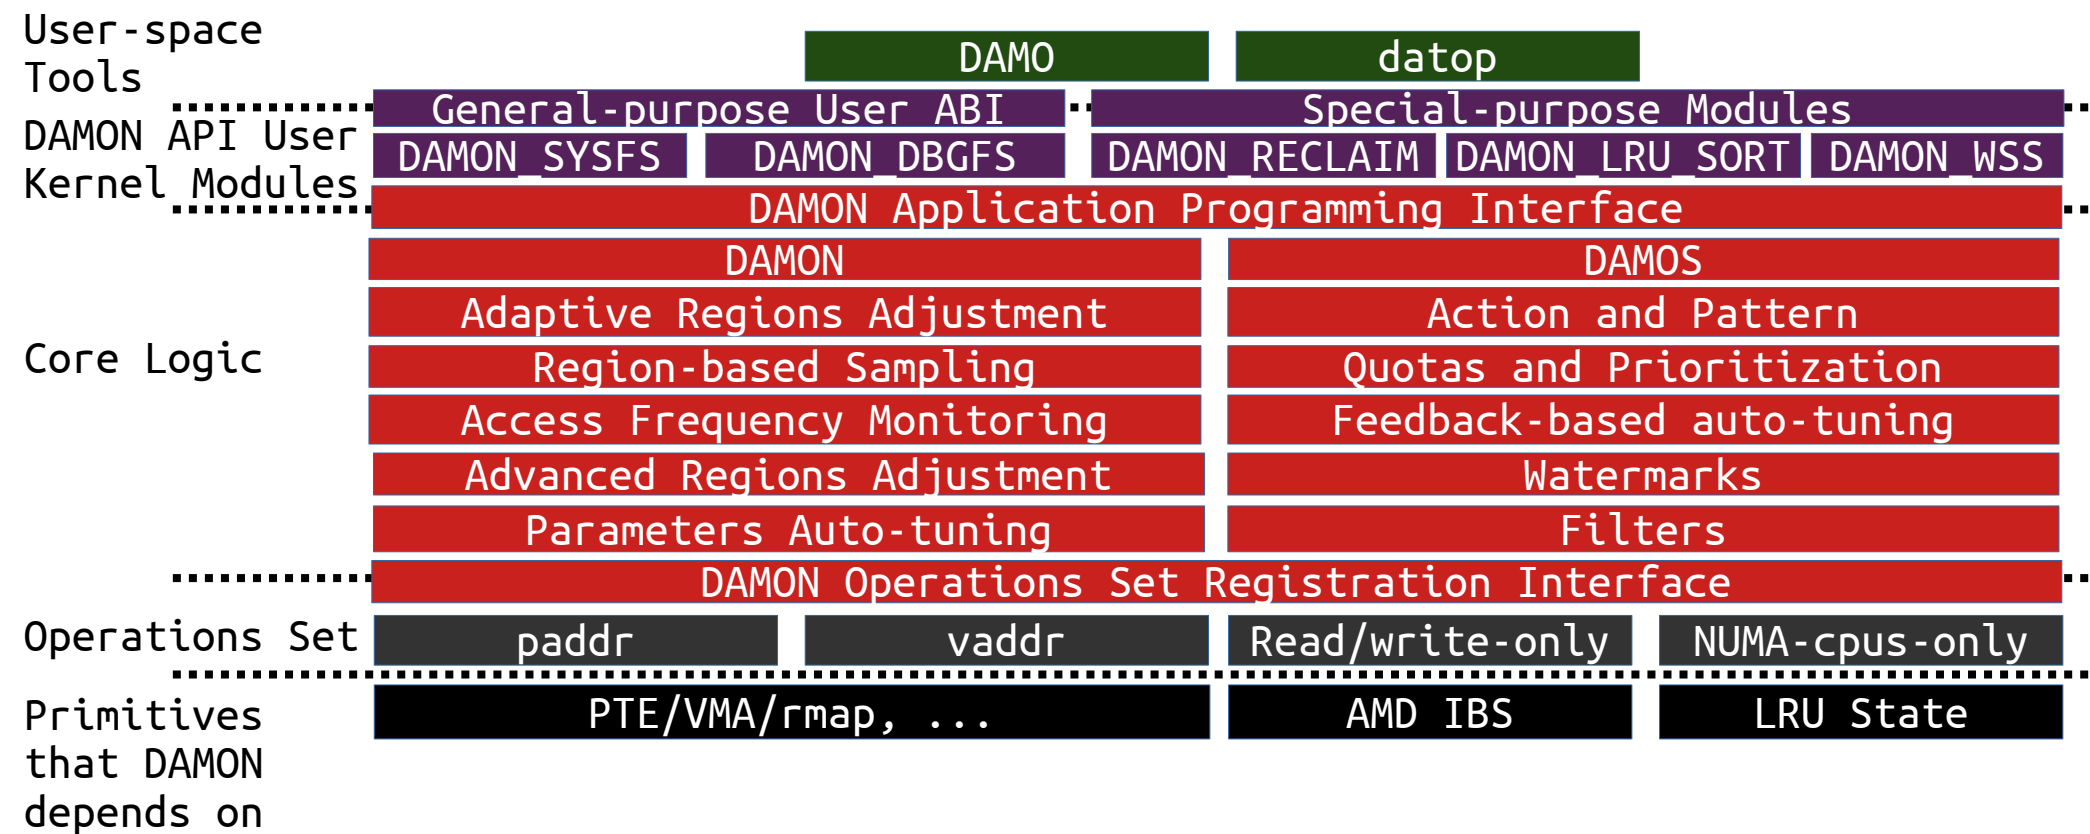 User-space
Tools
DAMO
datop
General-purpose User ABI
Special-purpose Modules
DAMON API User
Kernel Modules
DAMON_SYSFS
DAMON_DBGFS
DAMON_RECLAIM
DAMON_LRU_SORT
DAMON_WSS
DAMON Application Programming Interface
Core Logic
DAMON
DAMOS
Adaptive Regions Adjustment
Action and Pattern
Region-based Sampling
Quotas and Prioritization
Access Frequency Monitoring
Feedback-based auto-tuning
Advanced Regions Adjustment
Watermarks
Parameters Auto-tuning
Filters
DAMON Operations Set Registration Interface
Operations Set
paddr
vaddr
Read/write-only
NUMA-cpus-only
Primitives
that DAMON
depends on
PTE/VMA/rmap, ...
AMD IBS
LRU State